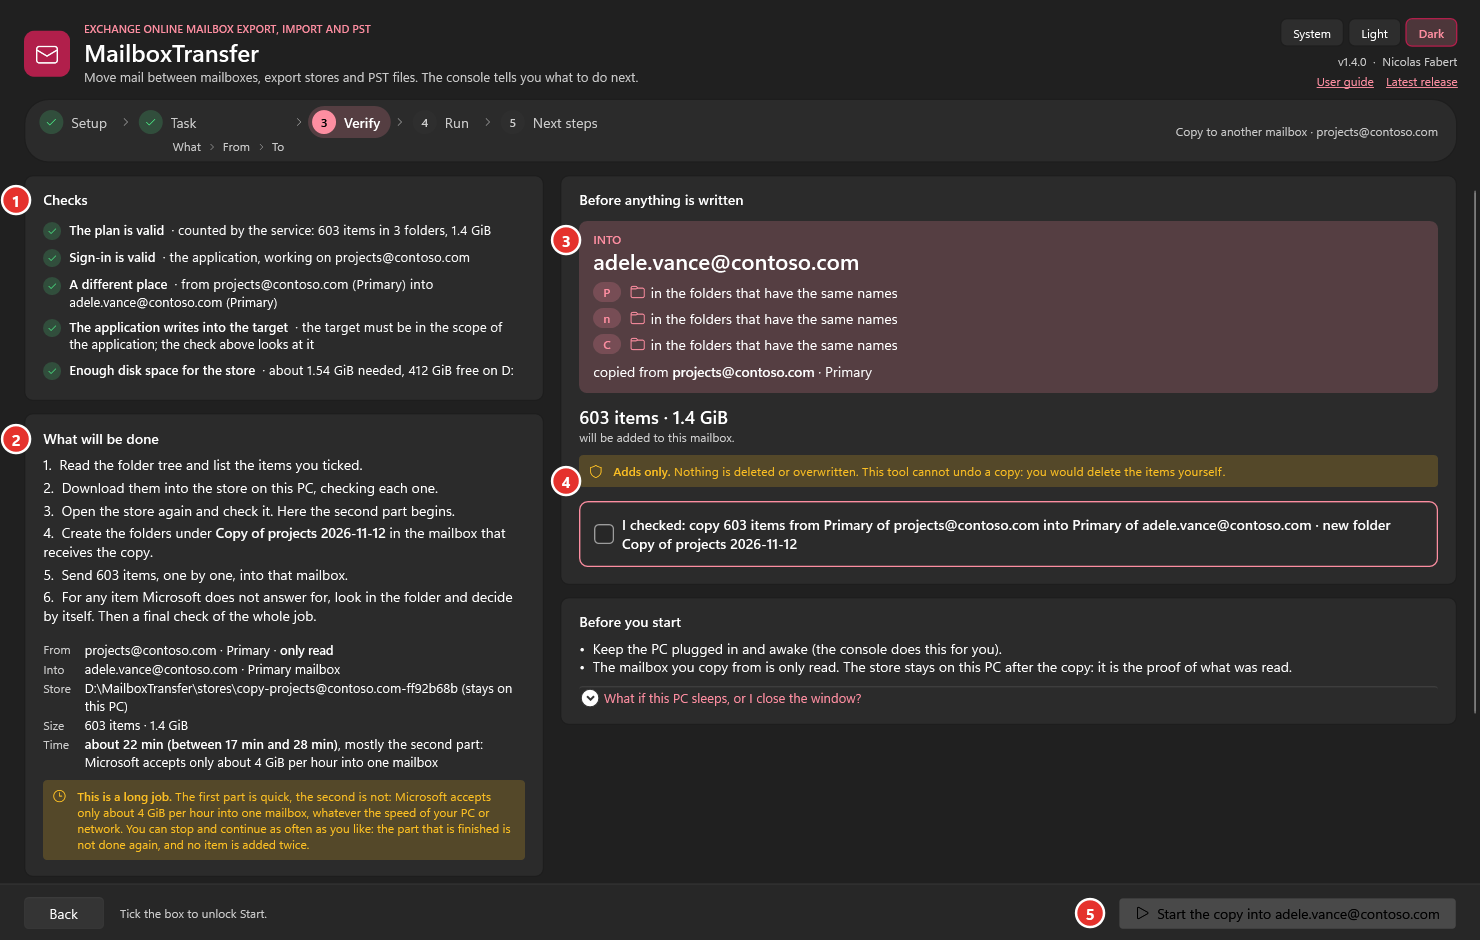 EXCHANGE ONLINE MAILBOX EXPORT, IMPORT AND PST
MailboxTransfer
Move mail between mailboxes, export stores and PST files. The console tells you what to do next.
System
Light
Dark
v1.4.0 · Nicolas Fabert
User guide
Latest release
Setup
Task
3 Verify
4 Run
5 Next steps
What
From
To
Copy to another mailbox · projects@contoso.com
1
Checks
The plan is valid · counted by the service: 603 items in 3 folders, 1.4 GiB
Sign-in is valid · the application, working on projects@contoso.com
A different place · from projects@contoso.com (Primary) into
adele.vance@contoso.com (Primary)
The application writes into the target · the target must be in the scope of
the application; the check above looks at it
Enough disk space for the store · about 1.54 GiB needed, 412 GiB free on D:
2
What will be done
1. Read the folder tree and list the items you ticked.
2. Download them into the store on this PC, checking each one.
3. Open the store again and check it. Here the second part begins.
4. Create the folders under Copy of projects 2026-11-12 in the mailbox that
receives the copy.
5. Send 603 items, one by one, into that mailbox.
6. For any item Microsoft does not answer for, look in the folder and decide
by itself. Then a final check of the whole job.
From projects@contoso.com · Primary · only read
Into adele.vance@contoso.com · Primary mailbox
Store D:\MailboxTransfer\stores\copy-projects@contoso.com-ff92b68b (stays on
this PC)
Size 603 items · 1.4 GiB
Time about 22 min (between 17 min and 28 min), mostly the second part:
Microsoft accepts only about 4 GiB per hour into one mailbox
This is a long job. The first part is quick, the second is not: Microsoft accepts
only about 4 GiB per hour into one mailbox, whatever the speed of your PC or
network. You can stop and continue as often as you like: the part that is finished is
not done again, and no item is added twice.
Before anything is written
3
INTO
adele.vance@contoso.com
P in the folders that have the same names
n in the folders that have the same names
C in the folders that have the same names
copied from projects@contoso.com · Primary
603 items · 1.4 GiB
will be added to this mailbox.
4
Adds only. Nothing is deleted or overwritten. This tool cannot undo a copy: you would delete the items yourself.
I checked: copy 603 items from Primary of projects@contoso.com into Primary of adele.vance@contoso.com · new folder
Copy of projects 2026-11-12
Before you start
• Keep the PC plugged in and awake (the console does this for you).
• The mailbox you copy from is only read. The store stays on this PC after the copy: it is the proof of what was read.
What if this PC sleeps, or I close the window?
Back
Tick the box to unlock Start.
5
Start the copy into adele.vance@contoso.com